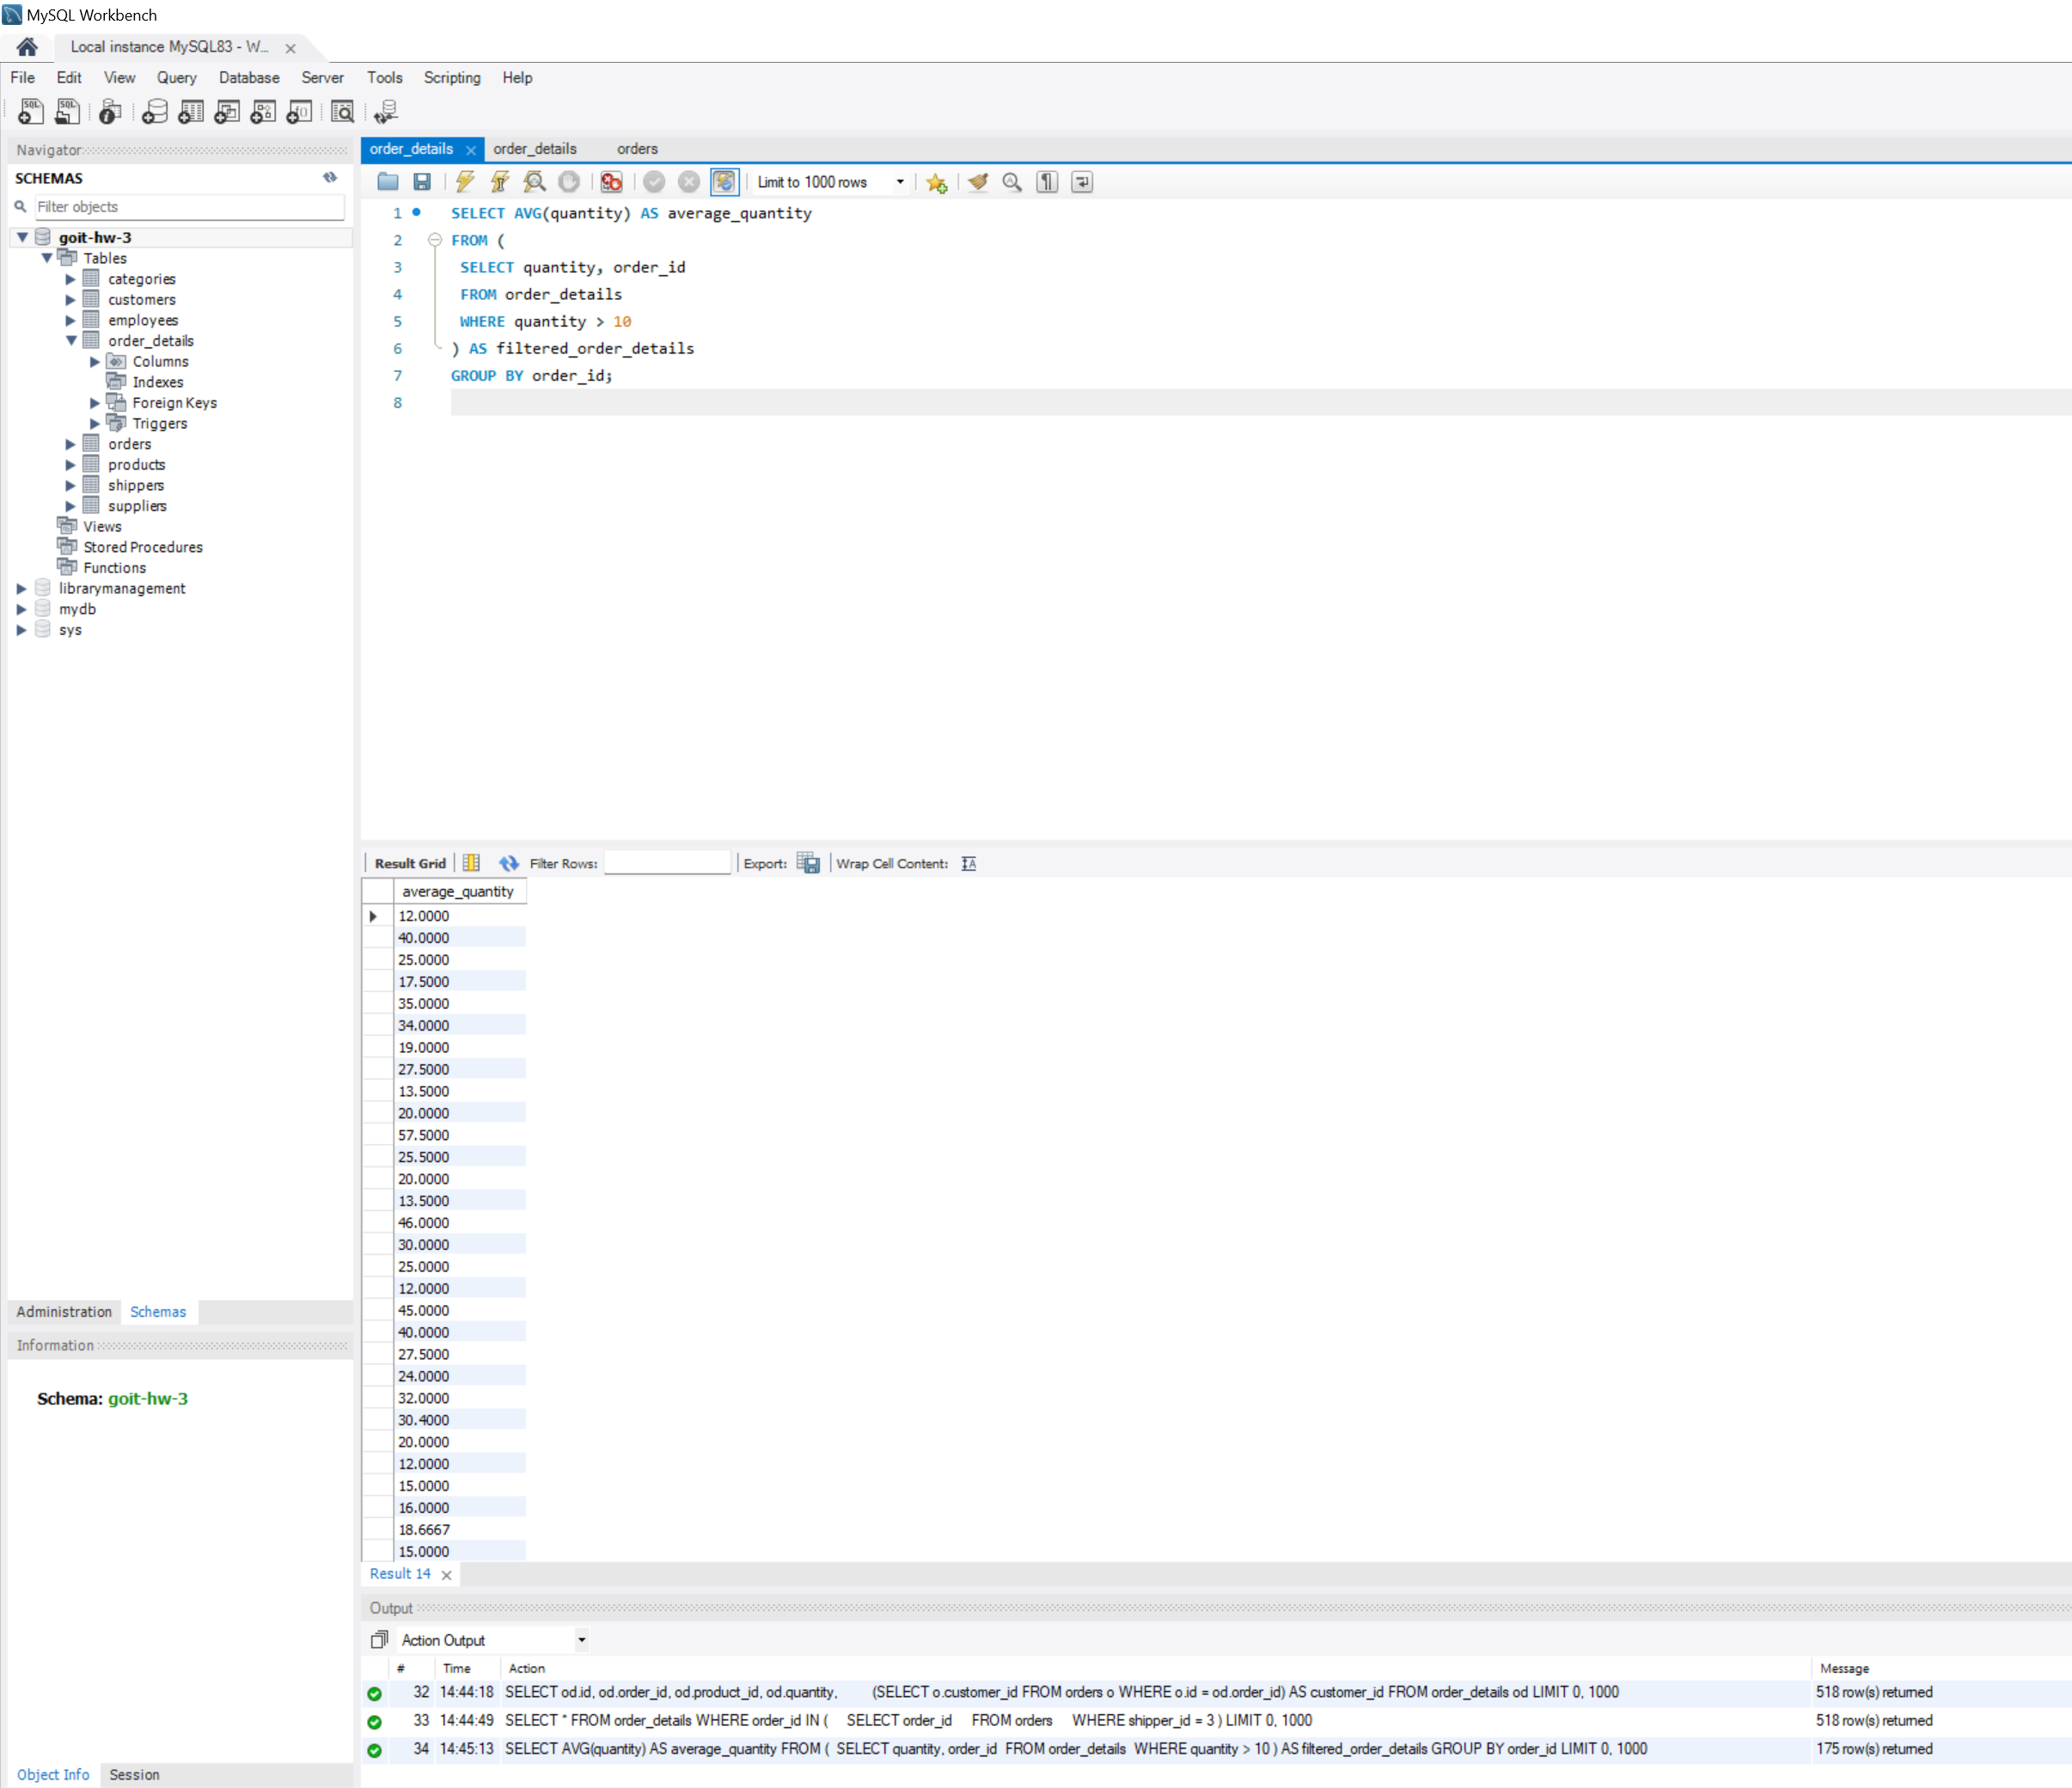 MySQL Workbench
Local instance MySQL83 - W...
File Edit View Query Database Server Tools Scripting Help
Navigator
SCHEMAS
Filter objects
goit-hw-3
Tables
categories
customers
employees
order_details
Columns
Indexes
Foreign Keys
Triggers
orders
products
shippers
suppliers
Views
Stored Procedures
Functions
librarymanagement
mydb
sys
Administration Schemas
Information
Schema: goit-hw-3
Object Info Session
order_details order_details orders
Limit to 1000 rows
1 SELECT AVG(quantity) AS average_quantity
2 FROM (
3 SELECT quantity, order_id
4 FROM order_details
5 WHERE quantity > 10
6 ) AS filtered_order_details
7 GROUP BY order_id;
8
Result Grid Filter Rows: Export: Wrap Cell Content:
average_quantity
12.0000
40.0000
25.0000
17.5000
35.0000
34.0000
19.0000
27.5000
13.5000
20.0000
57.5000
25.5000
20.0000
13.5000
46.0000
30.0000
25.0000
12.0000
45.0000
40.0000
27.5000
24.0000
32.0000
30.4000
20.0000
12.0000
15.0000
16.0000
18.6667
15.0000
Result 14
Output
Action Output
# Time Action Message
32 14:44:18 SELECT od.id, od.order_id, od.product_id, od.quantity, (SELECT o.customer_id FROM orders o WHERE o.id = od.order_id) AS customer_id FROM order_details od LIMIT 0, 1000 518 row(s) returned
33 14:44:49 SELECT * FROM order_details WHERE order_id IN ( SELECT order_id FROM orders WHERE shipper_id = 3 ) LIMIT 0, 1000 518 row(s) returned
34 14:45:13 SELECT AVG(quantity) AS average_quantity FROM ( SELECT quantity, order_id FROM order_details WHERE quantity > 10 ) AS filtered_order_details GROUP BY order_id LIMIT 0, 1000 175 row(s) returned